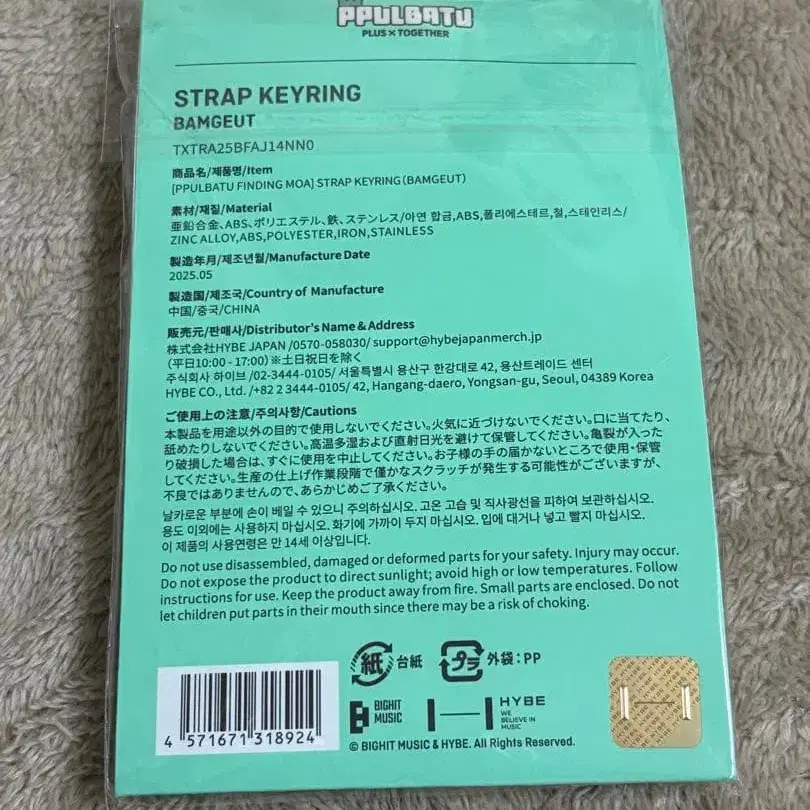 PPULBATU
PLUS × TOGETHER
STRAP KEYRING
BAMGEUT
TXTRA25BFAJ14NN0
商品名/제품명/Item
[PPULBATU FINDING MOA] STRAP KEYRING(BAMGEUT)
素材/재질/Material
亜鉛合金、ABS、ポリエステル、鉄、ステンレス/아연 합금,ABS,폴리에스테르,철,스테인리스/
ZINC ALLOY,ABS,POLYESTER,IRON,STAINLESS
製造年月/제조년월/Manufacture Date
2025.05
製造国/제조국/Country of Manufacture
中国/중국/CHINA
販売元/판매사/Distributor's Name & Address
株式会社HYBE JAPAN /0570-058030/ support@hybejapanmerch.jp
(平日10:00 - 17:00)※土日祝日を除く
주식회사 하이브 /02-3444-0105/ 서울특별시 용산구 한강대로 42, 용산트레이드 센터
HYBE CO., Ltd. /+82 2 3444-0105/ 42, Hangang-daero, Yongsan-gu, Seoul, 04389 Korea
ご使用上の注意/주의사항/Cautions
本製品を用途以外の目的で使用しないでください。火気に近づけないでください。口に当てたり、
舐めたりしないでください。高温多湿および直射日光を避けて保管してください。亀裂が入った
り破損した場合は、すぐに使用を中止してください。お子様の手の届かないところで使用・保管
してください。生産の仕上げ作業段階で僅かなスクラッチが発生する可能性がございますが、
不良ではありませんので、あらかじめご了承ください。
날카로운 부분에 손이 베일 수 있으니 주의하십시오. 고온 고습 및 직사광선을 피하여 보관하십시오.
용도 이외에는 사용하지 마십시오. 화기에 가까이 두지 마십시오. 입에 대거나 넣고 빨지 마십시오.
이 제품의 사용연령은 만 14세 이상입니다.
Do not use disassembled, damaged or deformed parts for your safety. Injury may occur.
Do not expose the product to direct sunlight; avoid high or low temperatures. Follow
instructions for use. Keep the product away from fire. Small parts are enclosed. Do not
let children put parts in their mouth since there may be a risk of choking.
紙 台紙 プラ 外袋：PP
BIGHIT MUSIC
HYBE
WE BELIEVE IN MUSIC
4 571671 318924
© BIGHIT MUSIC & HYBE. All Rights Reserved.